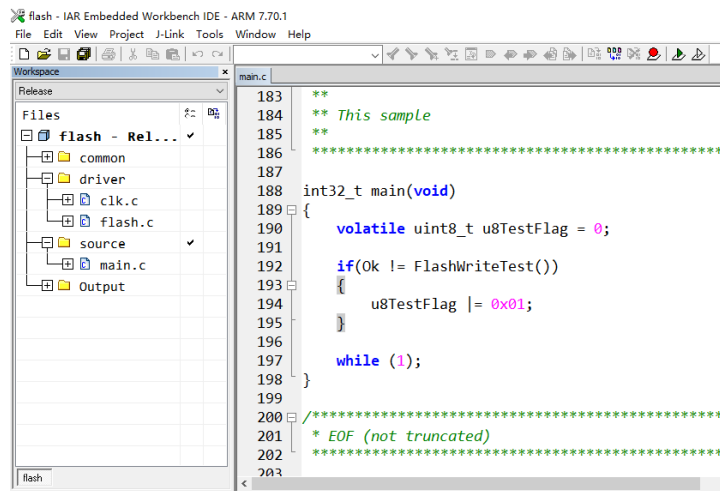 flash - IAR Embedded Workbench IDE - ARM 7.70.1
File Edit View Project J-Link Tools Window Help
Workspace
Release
Files
flash - Rel...
common
driver
clk.c
flash.c
source
main.c
Output
flash
main.c
183 **
184 ** This sample
185 **
186 ************************************************
187
188 int32_t main(void)
189 {
190 volatile uint8_t u8TestFlag = 0;
191
192 if(Ok != FlashWriteTest())
193 {
194 u8TestFlag |= 0x01;
195 }
196
197 while (1);
198 }
199
200 /************************************************
201 * EOF (not truncated)
202 ************************************************
203